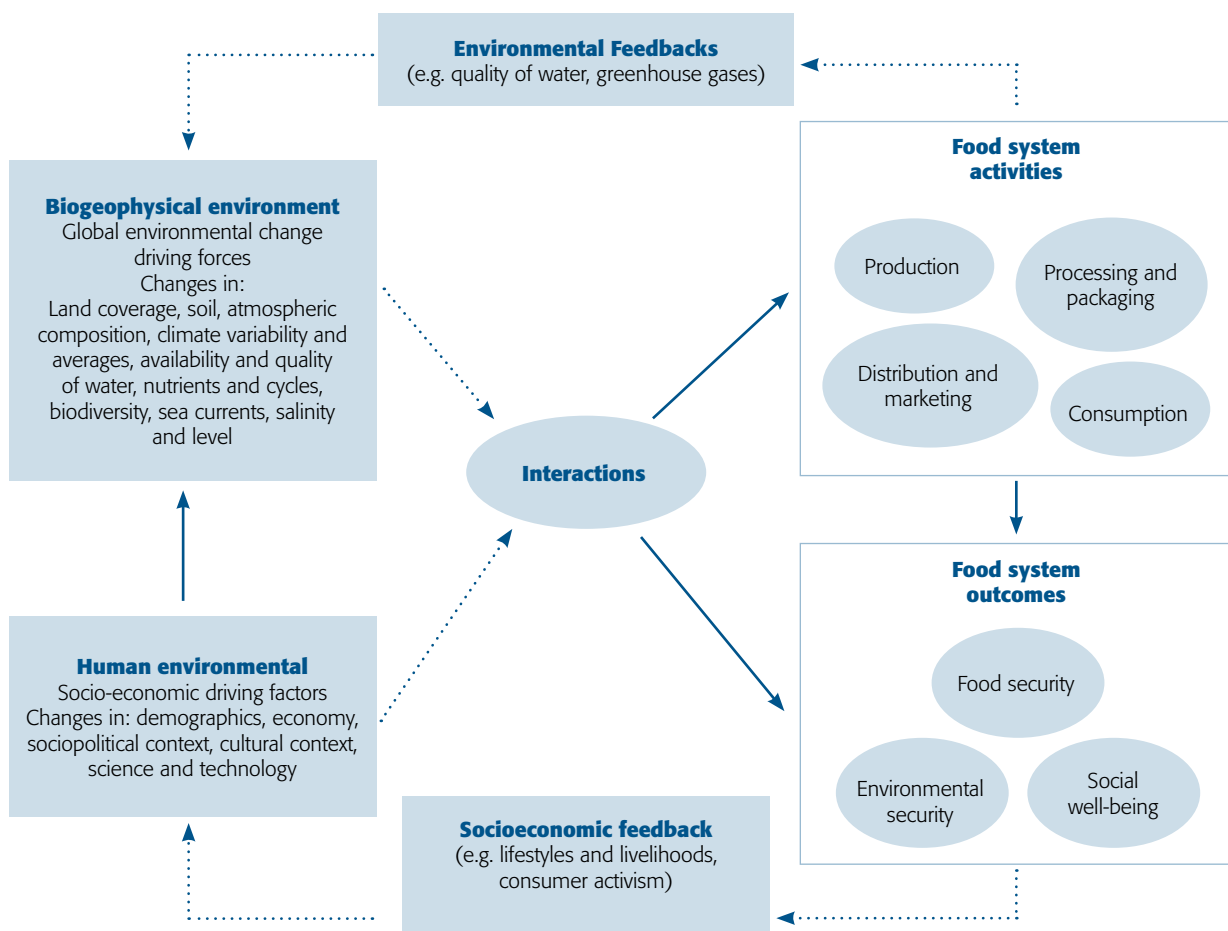 Environmental Feedbacks
(e.g. quality of water, greenhouse gases)
Food system
activities
Production
Processing and
packaging
Distribution and
marketing
Consumption
Biogeophysical environment
Global environmental change
driving forces
Changes in:
Land coverage, soil, atmospheric
composition, climate variability and
averages, availability and quality
of water, nutrients and cycles,
biodiversity, sea currents, salinity
and level
Interactions
Human environmental
Socio-economic driving factors
Changes in: demographics, economy,
sociopolitical context, cultural context,
science and technology
Food system
outcomes
Food security
Environmental
security
Social
well-being
Socioeconomic feedback
(e.g. lifestyles and livelihoods,
consumer activism)